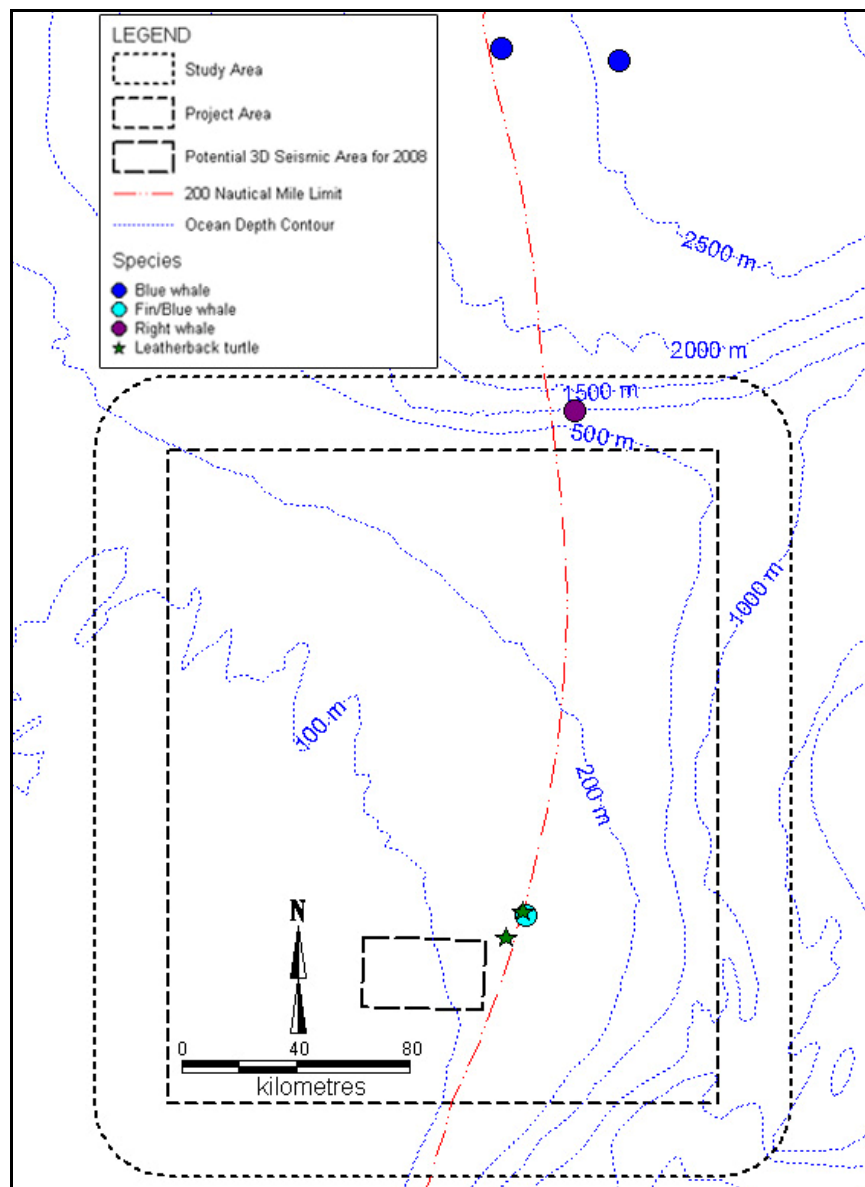 LEGEND
Study Area
Project Area
Potential 3D Seismic Area for 2008
200 Nautical Mile Limit
Ocean Depth Contour
Species
Blue whale
Fin/Blue whale
Right whale
Leatherback turtle
2500 m
2000 m
1500 m
500 m
1000 m
100 m
200 m
N
0 40 80
kilometres